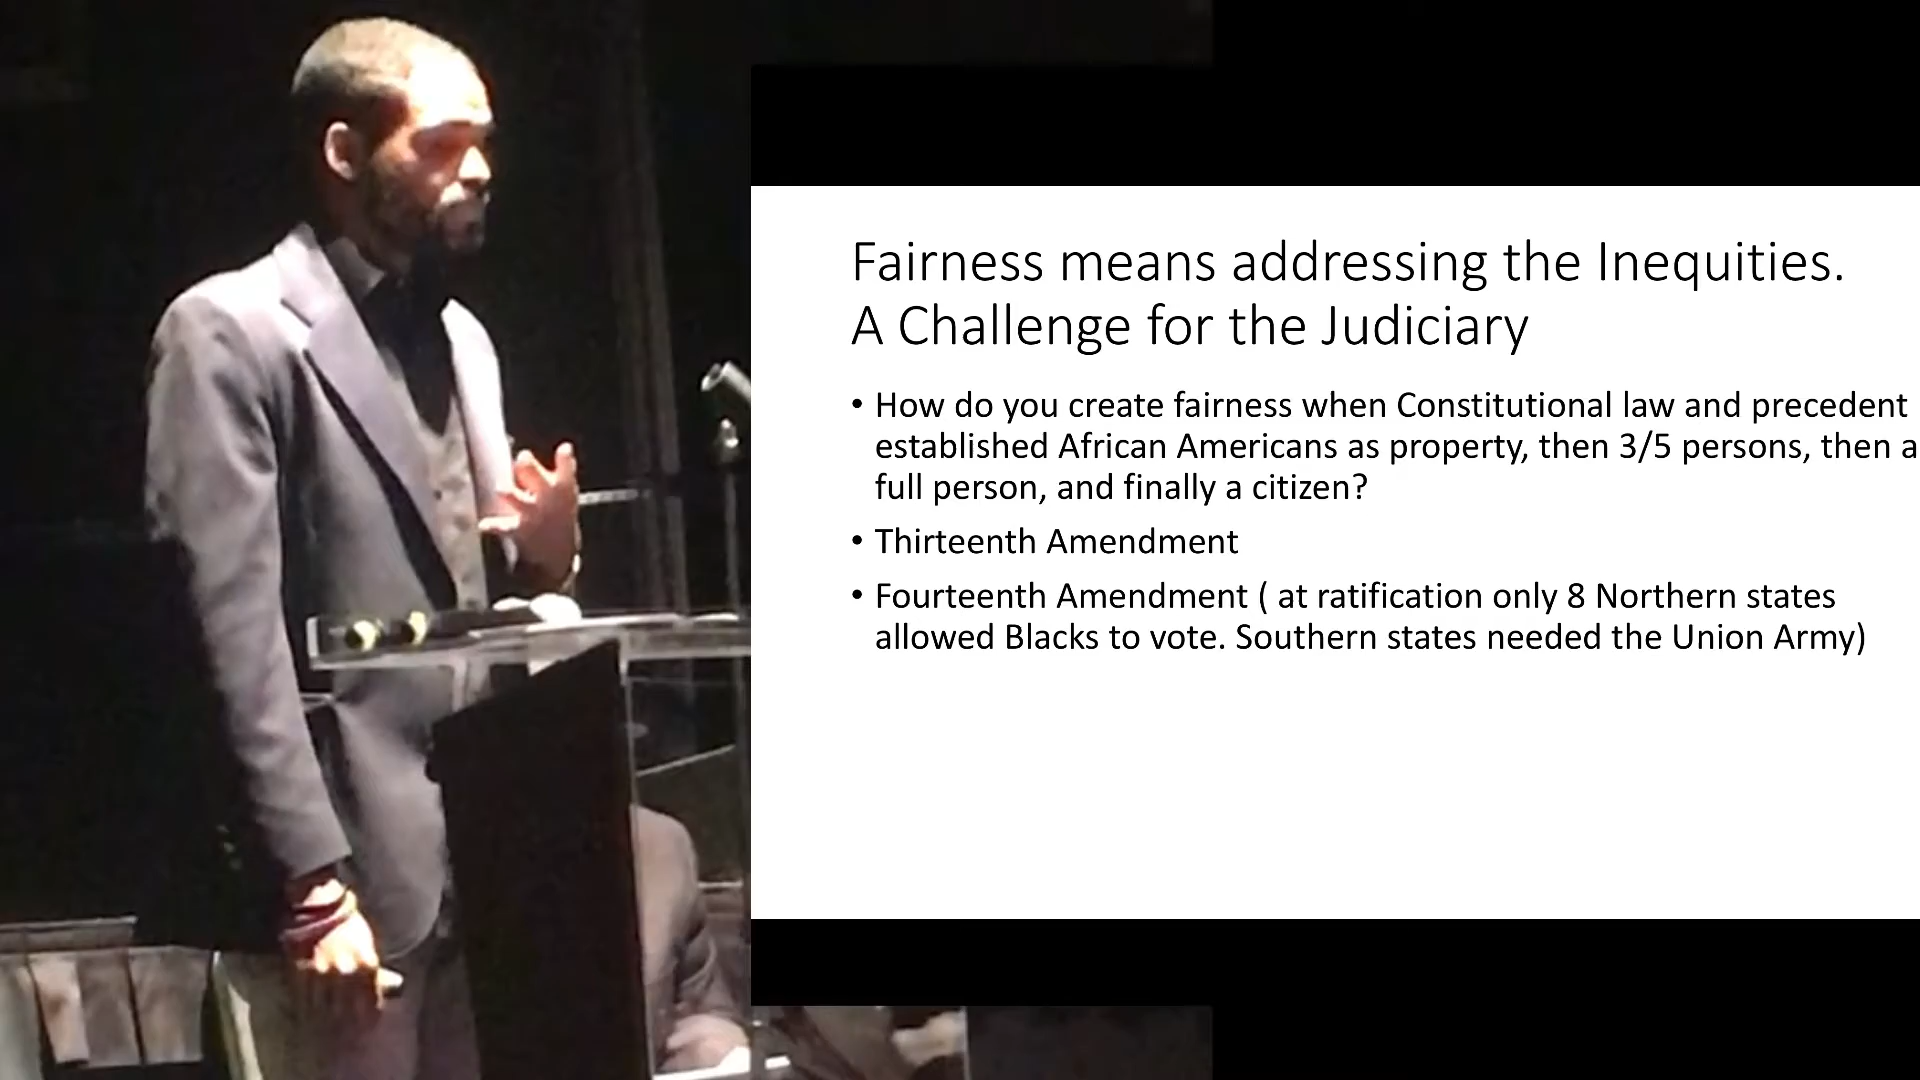 Fairness means addressing the Inequities.
A Challenge for the Judiciary
• How do you create fairness when Constitutional law and precedent
established African Americans as property, then 3/5 persons, then a
full person, and finally a citizen?
• Thirteenth Amendment
• Fourteenth Amendment ( at ratification only 8 Northern states
allowed Blacks to vote. Southern states needed the Union Army)